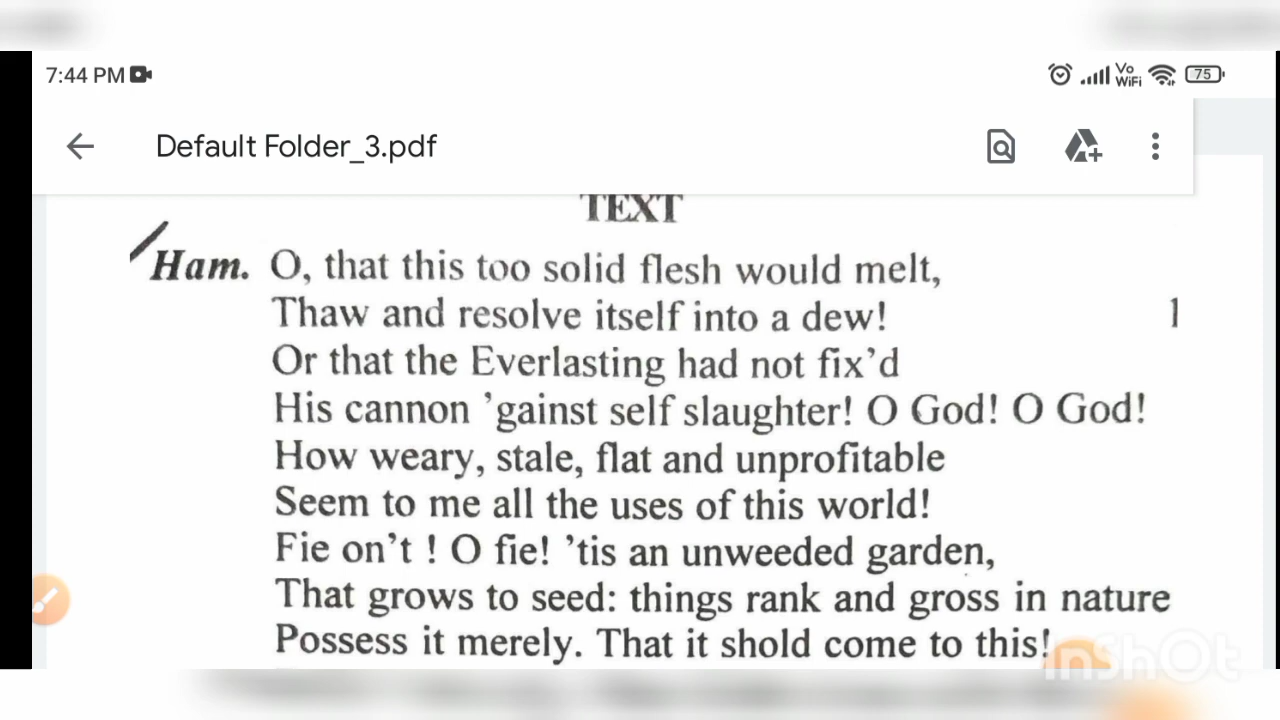 7:44 PM
Vo
WiFi
75
Default Folder_3.pdf
TEXT
Ham. O, that this too solid flesh would melt,
Thaw and resolve itself into a dew! 1
Or that the Everlasting had not fix’d
His cannon ’gainst self slaughter! O God! O God!
How weary, stale, flat and unprofitable
Seem to me all the uses of this world!
Fie on’t ! O fie! ’tis an unweeded garden,
That grows to seed: things rank and gross in nature
Possess it merely. That it shold come to this!
InShOt